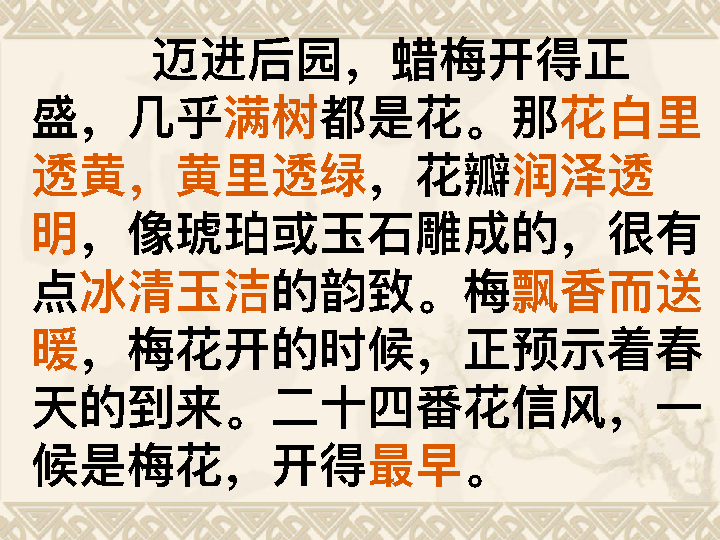 迈进后园，蜡梅开得正
盛，几乎满树都是花。那花白里
透黄，黄里透绿，花瓣润泽透
明，像琥珀或玉石雕成的，很有
点冰清玉洁的韵致。梅飘香而送
暖，梅花开的时候，正预示着春
天的到来。二十四番花信风，一
候是梅花，开得最早。